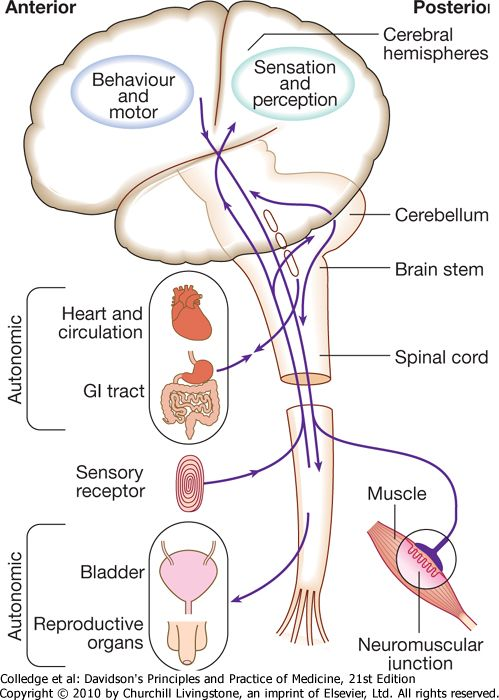 Anterior
Posterior
Cerebral
hemispheres
Behaviour
and
motor
Sensation
and
perception
Cerebellum
Brain stem
Autonomic
Heart and
circulation
GI tract
Spinal cord
Sensory
receptor
Muscle
Autonomic
Bladder
Reproductive
organs
Neuromuscular
junction
Colledge et al: Davidson's Principles and Practice of Medicine, 21st Edition
Copyright © 2010 by Churchill Livingstone, an imprint of Elsevier, Ltd. All rights reserved.